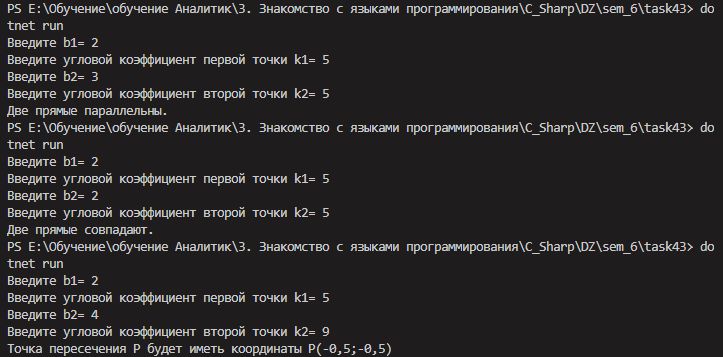 PS E:\Обучение\обучение Аналитик\3. Знакомство с языками программирования\C_Sharp\DZ\sem_6\task43> do
tnet run
Введите b1= 2
Введите угловой коэффициент первой точки k1= 5
Введите b2= 3
Введите угловой коэффициент второй точки k2= 5
Две прямые параллельны.
PS E:\Обучение\обучение Аналитик\3. Знакомство с языками программирования\C_Sharp\DZ\sem_6\task43> do
tnet run
Введите b1= 2
Введите угловой коэффициент первой точки k1= 5
Введите b2= 2
Введите угловой коэффициент второй точки k2= 5
Две прямые совпадают.
PS E:\Обучение\обучение Аналитик\3. Знакомство с языками программирования\C_Sharp\DZ\sem_6\task43> do
tnet run
Введите b1= 2
Введите угловой коэффициент первой точки k1= 5
Введите b2= 4
Введите угловой коэффициент второй точки k2= 9
Точка пересечения P будет иметь координаты P(-0,5;-0,5)